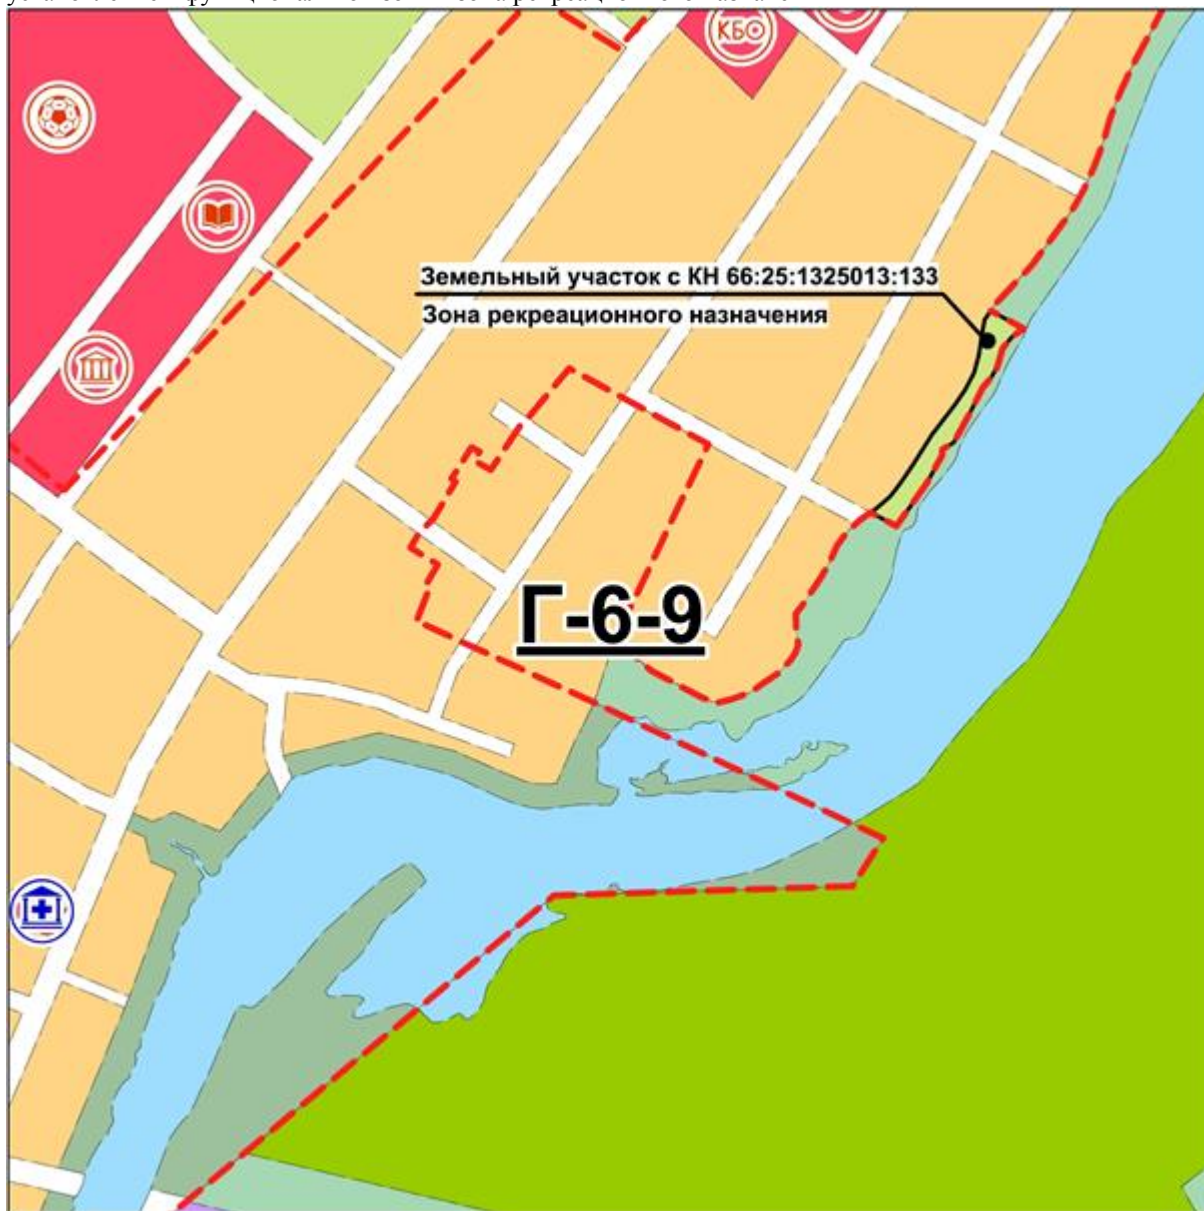 КБО
Земельный участок с КН 66:25:1325013:133
Зона рекреационного назначения
Г-6-9